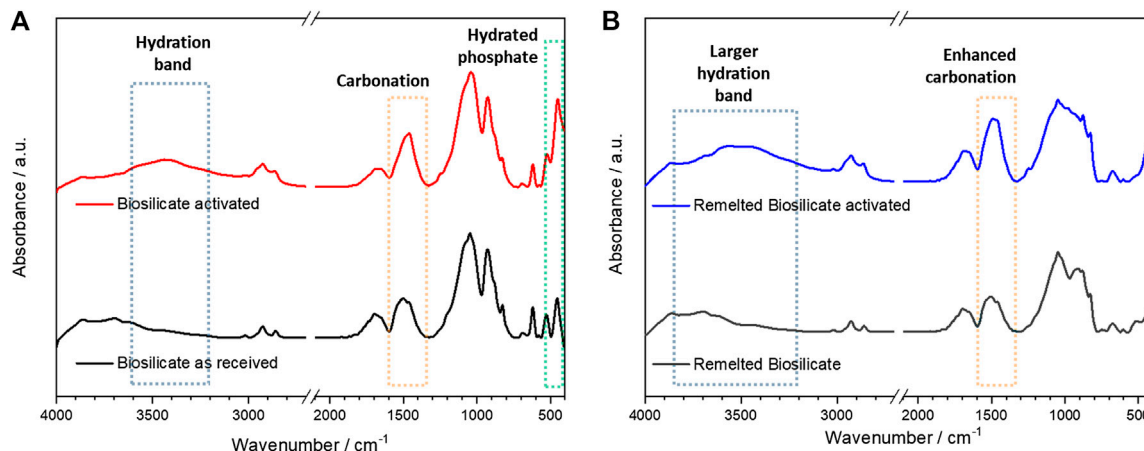 A
Hydration
band
Carbonation
Hydrated
phosphate
Biosilicate activated
Biosilicate as received
Absorbance / a.u.
4000 3500 3000 2000 1500 1000 500
Wavenumber / cm-1
B
Larger
hydration
band
Enhanced
carbonation
Remelted Biosilicate activated
Remelted Biosilicate
Absorbance / a.u.
4000 3500 3000 2000 1500 1000 500
Wavenumber / cm-1